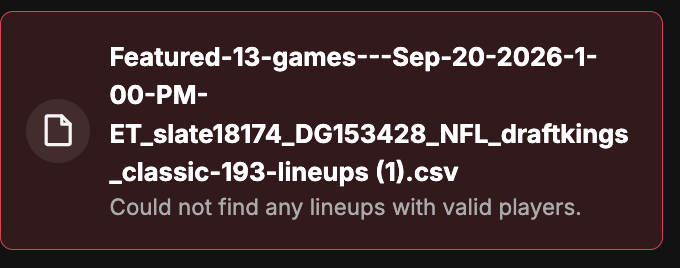 Featured-13-games---Sep-20-2026-1-
00-PM-
ET_slate18174_DG153428_NFL_draftkings
_classic-193-lineups (1).csv
Could not find any lineups with valid players.